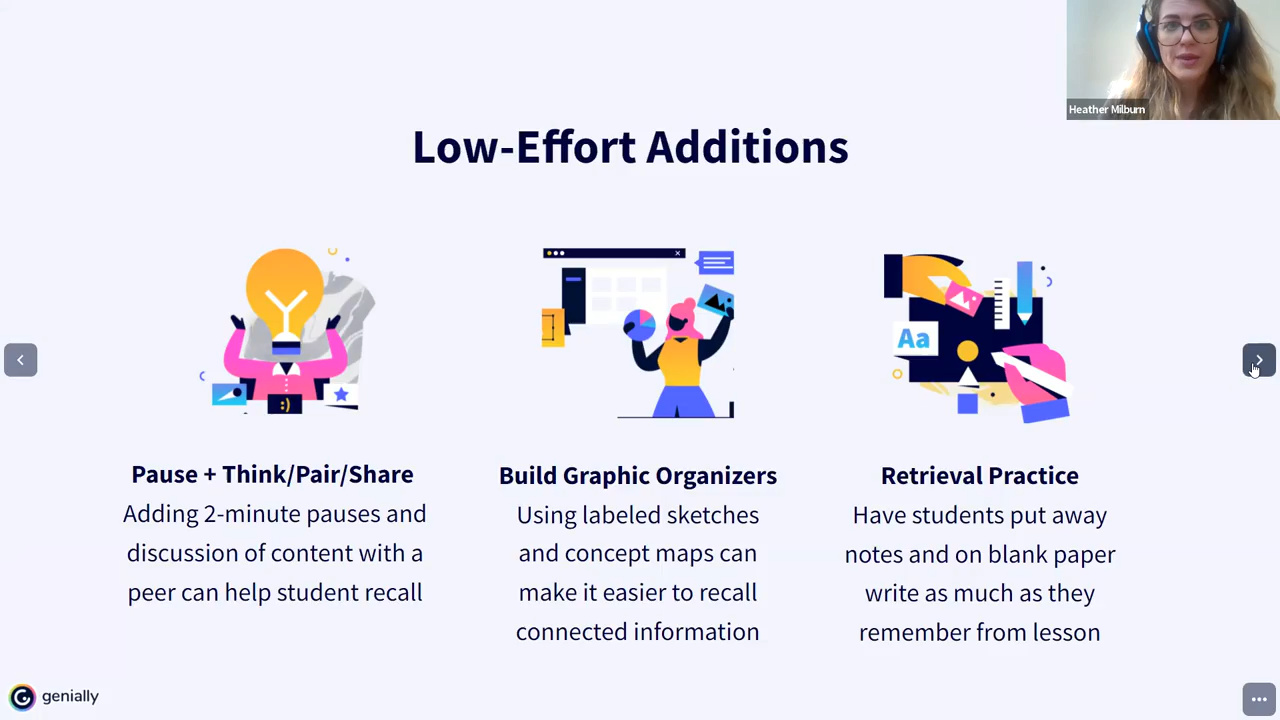 Heather Milburn
Low-Effort Additions
Aa
:)
Pause + Think/Pair/Share
Adding 2-minute pauses and
discussion of content with a
peer can help student recall
Build Graphic Organizers
Using labeled sketches
and concept maps can
make it easier to recall
connected information
Retrieval Practice
Have students put away
notes and on blank paper
write as much as they
remember from lesson
genially